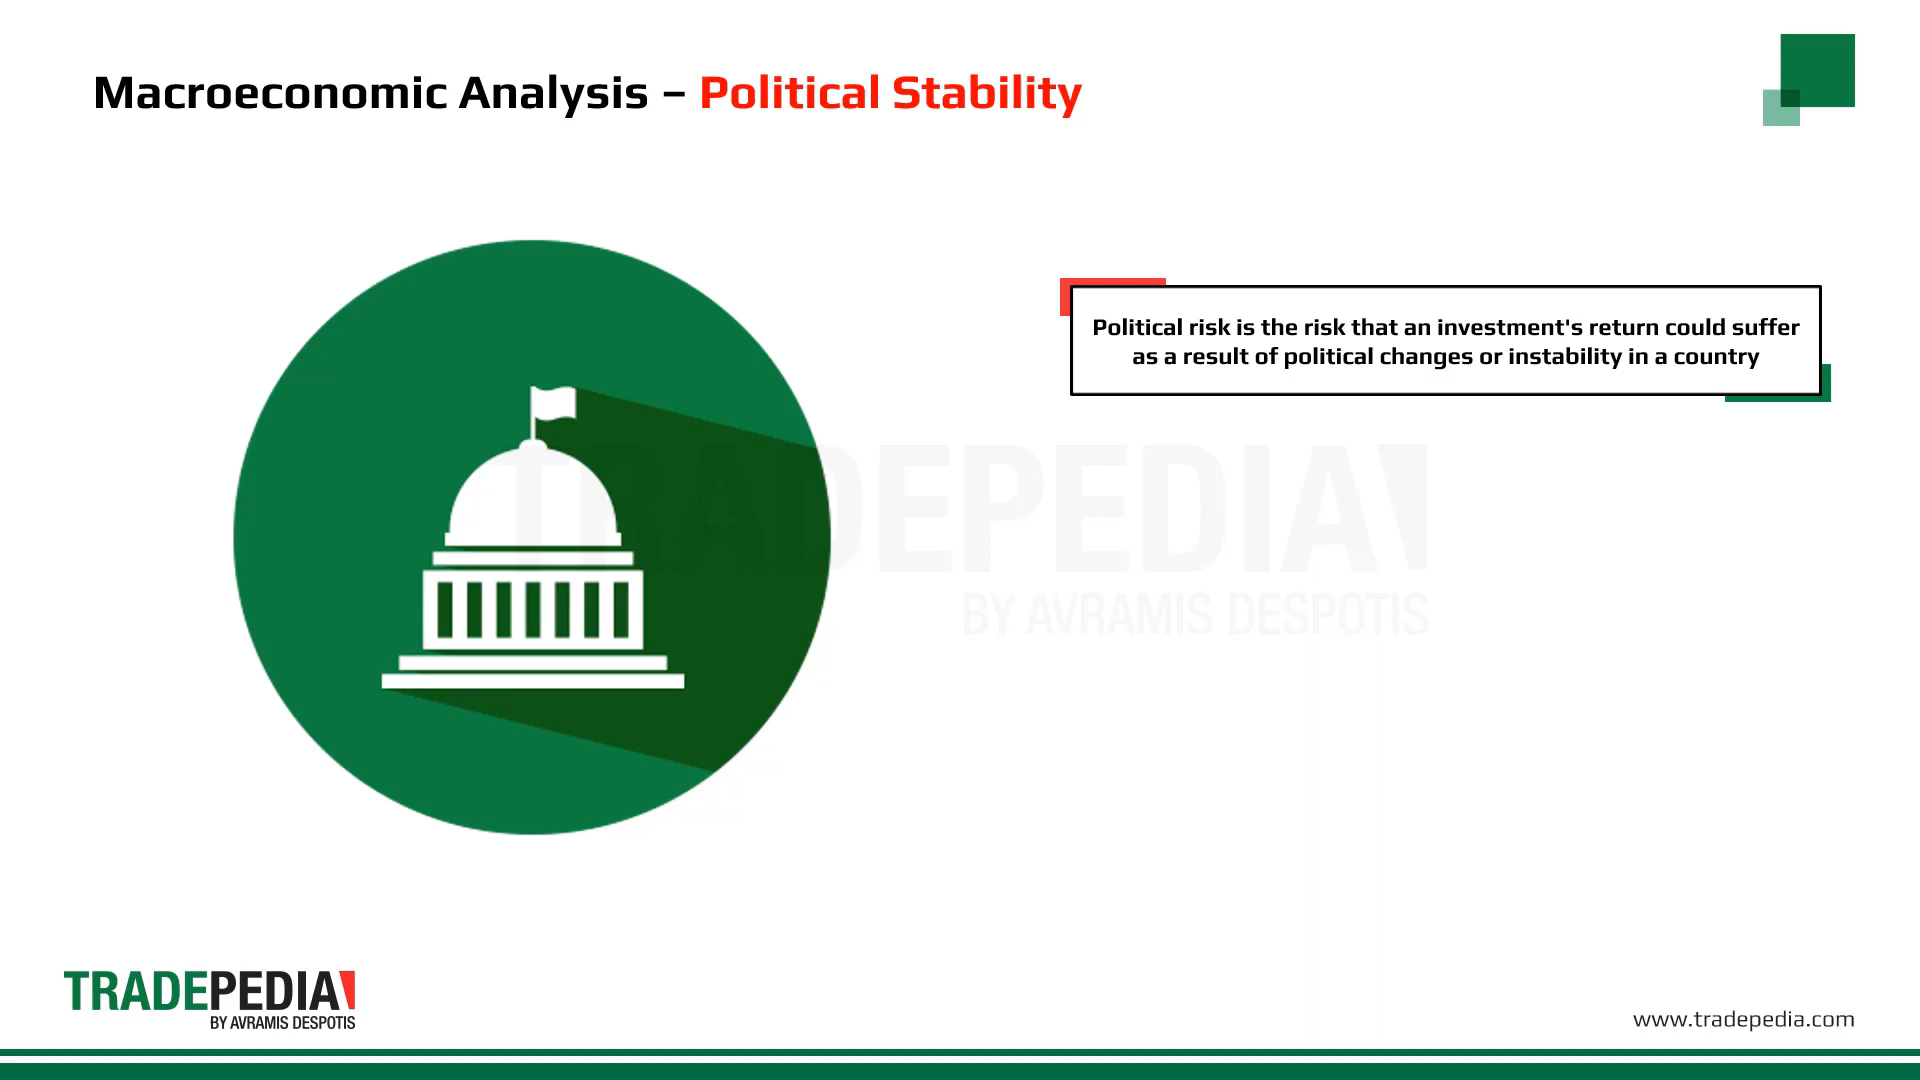 Macroeconomic Analysis – Political Stability
Political risk is the risk that an investment's return could suffer
as a result of political changes or instability in a country
TRADEPEDIA
BY AVRAMIS DESPOTIS
TRADEPEDIA
BY AVRAMIS DESPOTIS
www.tradepedia.com